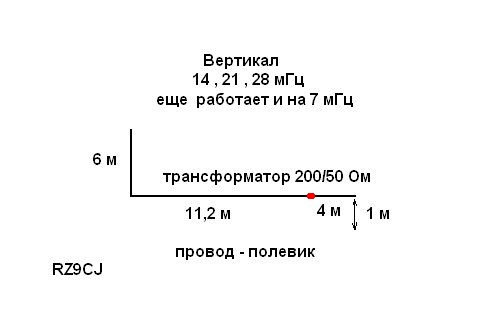 Вертикал
14 , 21 , 28 мГц
еще работает и на 7 мГц
6 м
трансформатор 200/50 Ом
11,2 м
4 м
1 м
провод - полевик
RZ9CJ